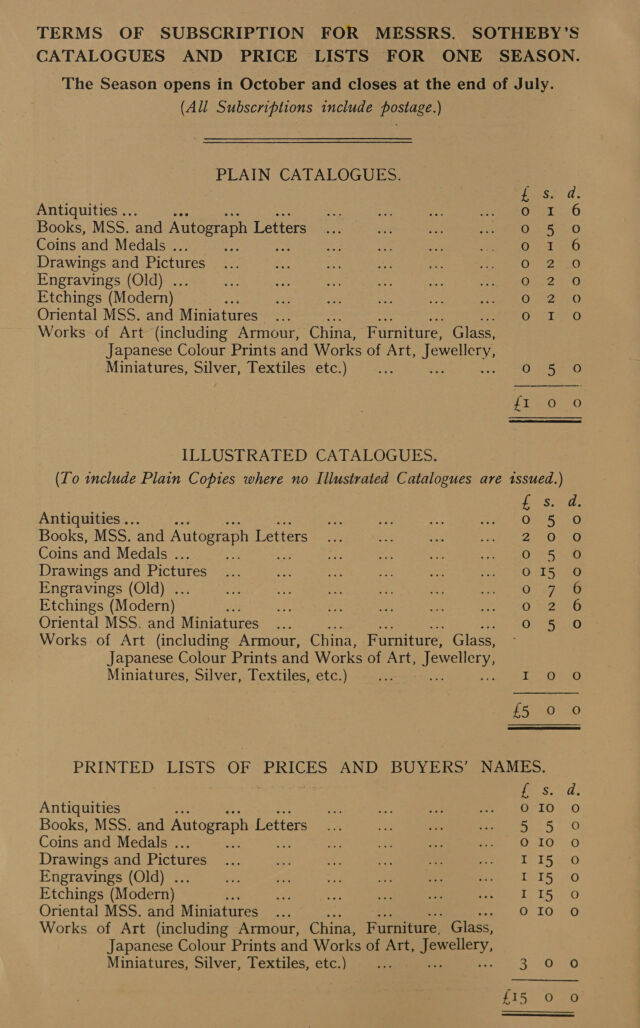 TERMS OF SUBSCRIPTION FOR MESSRS. SOTHEBY'S
CATALOGUES AND PRICE LISTS FOR ONE SEASON.
The Season opens in October and closes at the end of July.
(All Subscriptions include postage.)
PLAIN CATALOGUES.
£ s. d.
Antiquities ... ... ... ... ... ... ... ... 0 1 6
Books, MSS. and Autograph Letters ... ... ... ... 0 5 0
Coins and Medals ... ... ... ... ... ... ... 0 1 6
Drawings and Pictures ... ... ... ... ... ... 0 2 0
Engravings (Old) ... ... ... ... ... ... ... 0 2 0
Etchings (Modern) ... ... ... ... ... ... 0 2 0
Oriental MSS. and Miniatures ... ... ... ... ... 0 1 0
Works of Art (including Armour, China, Furniture, Glass,
Japanese Colour Prints and Works of Art, Jewellery,
Miniatures, Silver, Textiles etc.) ... ... ... 0 5 0
£1 0 0
ILLUSTRATED CATALOGUES.
(To include Plain Copies where no Illustrated Catalogues are issued.)
£ s. d.
Antiquities ... ... ... ... ... ... ... ... 0 5 0
Books, MSS. and Autograph Letters ... ... ... ... 2 0 0
Coins and Medals ... ... ... ... ... ... ... 0 5 0
Drawings and Pictures ... ... ... ... ... ... 0 15 0
Engravings (Old) ... ... ... ... ... ... ... 0 7 6
Etchings (Modern) ... ... ... ... ... ... 0 2 6
Oriental MSS. and Miniatures ... ... ... ... ... 0 5 0
Works of Art (including Armour, China, Furniture, Glass,
Japanese Colour Prints and Works of Art, Jewellery,
Miniatures, Silver, Textiles, etc.) ... ... ... 1 0 0
£5 0 0
PRINTED LISTS OF PRICES AND BUYERS' NAMES.
£ s. d.
Antiquities ... ... ... ... ... ... ... 0 10 0
Books, MSS. and Autograph Letters ... ... ... ... 5 5 0
Coins and Medals ... ... ... ... ... ... ... 0 10 0
Drawings and Pictures ... ... ... ... ... ... 1 15 0
Engravings (Old) ... ... ... ... ... ... ... 1 15 0
Etchings (Modern) ... ... ... ... ... ... 1 15 0
Oriental MSS. and Miniatures ... ... ... ... ... 0 10 0
Works of Art (including Armour, China, Furniture, Glass,
Japanese Colour Prints and Works of Art, Jewellery,
Miniatures, Silver, Textiles, etc.) ... ... ... 3 0 0
£15 0 0